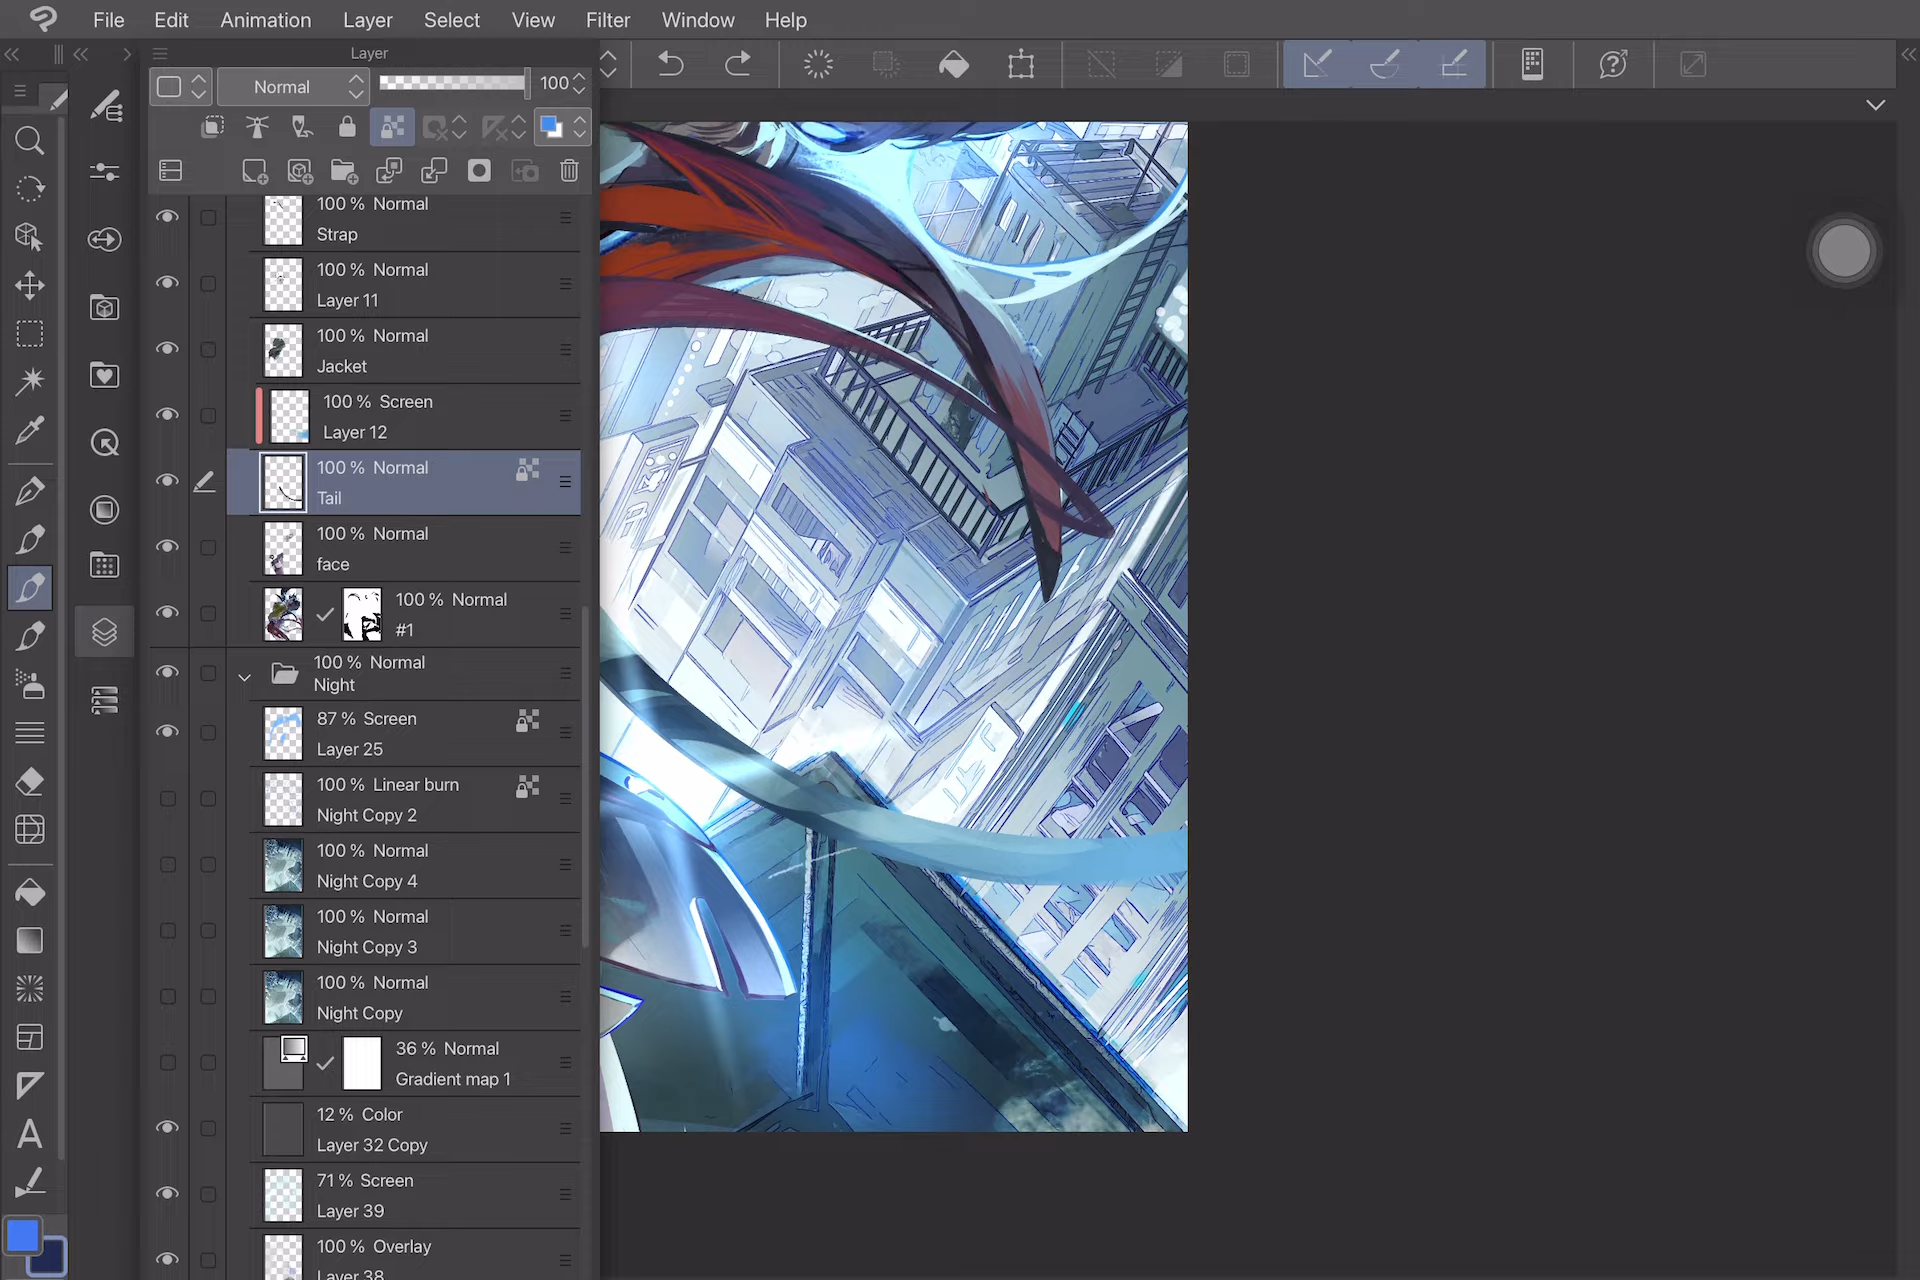 File Edit Animation Layer Select View Filter Window Help
Layer
Normal 100
100 % Normal
Strap
100 % Normal
Layer 11
100 % Normal
Jacket
100 % Screen
Layer 12
100 % Normal
Tail
100 % Normal
face
100 % Normal
#1
100 % Normal
Night
87 % Screen
Layer 25
100 % Linear burn
Night Copy 2
100 % Normal
Night Copy 4
100 % Normal
Night Copy 3
100 % Normal
Night Copy
36 % Normal
Gradient map 1
12 % Color
Layer 32 Copy
71 % Screen
Layer 39
100 % Overlay
Layer 38